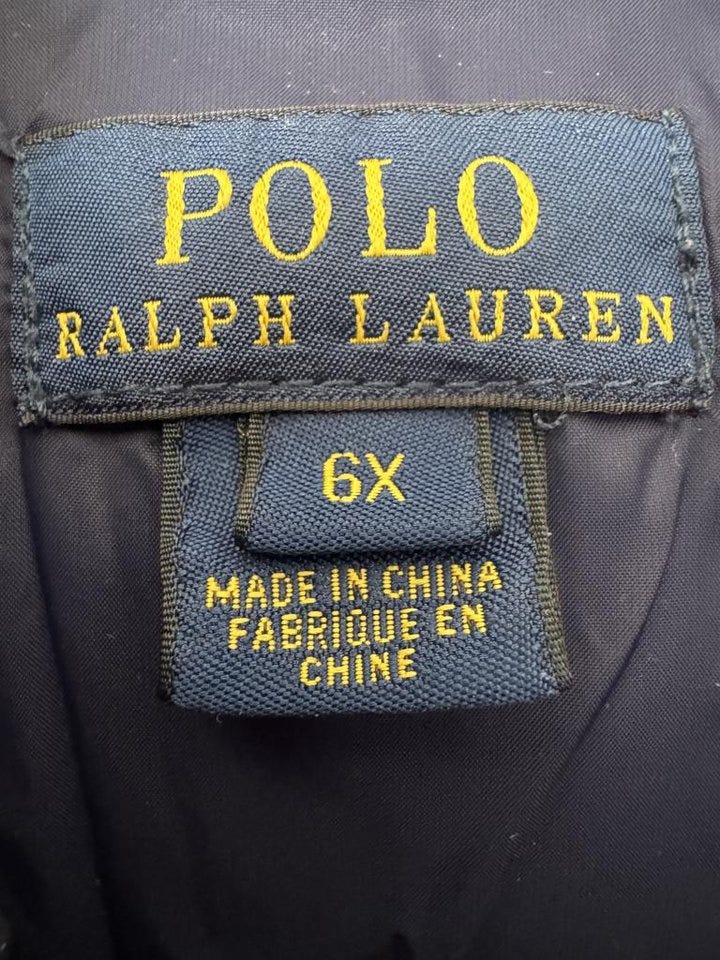 POLO
RALPH LAUREN
6X
MADE IN CHINA
FABRIQUE EN
CHINE